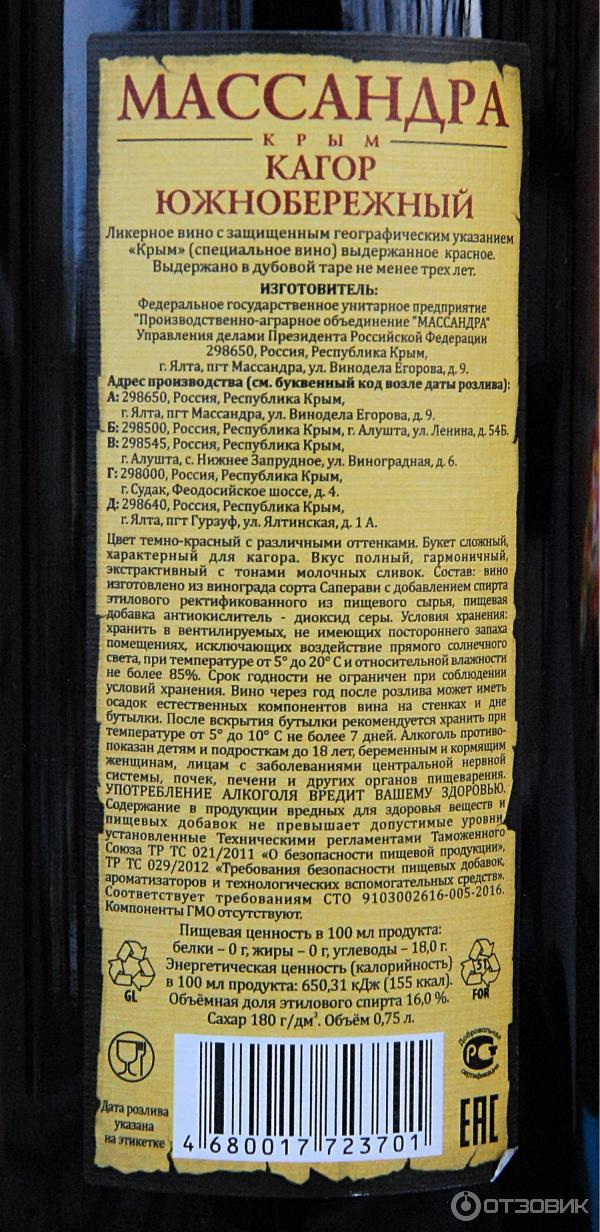 МАССАНДРА
КРЫМ
КАГОР
ЮЖНОБЕРЕЖНЫЙ
Ликерное вино с защищенным географическим указанием
«Крым» (специальное вино) выдержанное красное.
Выдержано в дубовой таре не менее трех лет.
ИЗГОТОВИТЕЛЬ:
Федеральное государственное унитарное предприятие
"Производственно-аграрное объединение "МАССАНДРА"
Управления делами Президента Российской Федерации
298650, Россия, Республика Крым,
г. Ялта, пгт Массандра, ул. Винодела Егорова, д. 9.
Адрес производства (см. буквенный код возле даты розлива):
А: 298650, Россия, Республика Крым,
г. Ялта, пгт Массандра, ул. Винодела Егорова, д. 9.
Б: 298500, Россия, Республика Крым, г. Алушта, ул. Ленина, д. 54Б.
В: 298545, Россия, Республика Крым,
г. Алушта, с. Нижнее Запрудное, ул. Виноградная, д. 6.
Г: 298000, Россия, Республика Крым,
г. Судак, Феодосийское шоссе, д. 4.
Д: 298640, Россия, Республика Крым,
г. Ялта, пгт Гурзуф, ул. Ялтинская, д. 1 А.
Цвет темно-красный с различными оттенками. Букет сложный,
характерный для кагора. Вкус полный, гармоничный,
экстрактивный с тонами молочных сливок. Состав: вино
изготовлено из винограда сорта Саперави с добавлением спирта
этилового ректификованного из пищевого сырья, пищевая
добавка антиокислитель - диоксид серы. Условия хранения:
хранить в вентилируемых, не имеющих постороннего запаха
помещениях, исключающих воздействие прямого солнечного
света, при температуре от 5° до 20° С и относительной влажности
не более 85%. Срок годности не ограничен при соблюдении
условий хранения. Вино через год после розлива может иметь
осадок естественных компонентов вина на стенках и дне
бутылки. После вскрытия бутылки рекомендуется хранить при
температуре от 5° до 10° С не более 7 дней. Алкоголь противо-
показан детям и подросткам до 18 лет, беременным и кормящим
женщинам, лицам с заболеваниями центральной нервной
системы, почек, печени и других органов пищеварения.
УПОТРЕБЛЕНИЕ АЛКОГОЛЯ ВРЕДИТ ВАШЕМУ ЗДОРОВЬЮ.
Содержание в продукции вредных для здоровья веществ и
пищевых добавок не превышает допустимые уровни,
установленные Техническими регламентами Таможенного
Союза ТР ТС 021/2011 «О безопасности пищевой продукции»,
ТР ТС 029/2012 «Требования безопасности пищевых добавок,
ароматизаторов и технологических вспомогательных средств».
Соответствует требованиям СТО 9103002616-005-2016.
Компоненты ГМО отсутствуют.
Пищевая ценность в 100 мл продукта:
белки – 0 г, жиры – 0 г, углеводы – 18,0 г.
Энергетическая ценность (калорийность)
в 100 мл продукта: 650,31 кДж (155 ккал).
Объёмная доля этилового спирта 16,0 %.
Сахар 180 г/дм³. Объём 0,75 л.
GL
51
FOR
Добровольная
сертификация
Дата розлива
указана
на этикетке
4 680017 723701
ЕАС
ОТЗОВИК